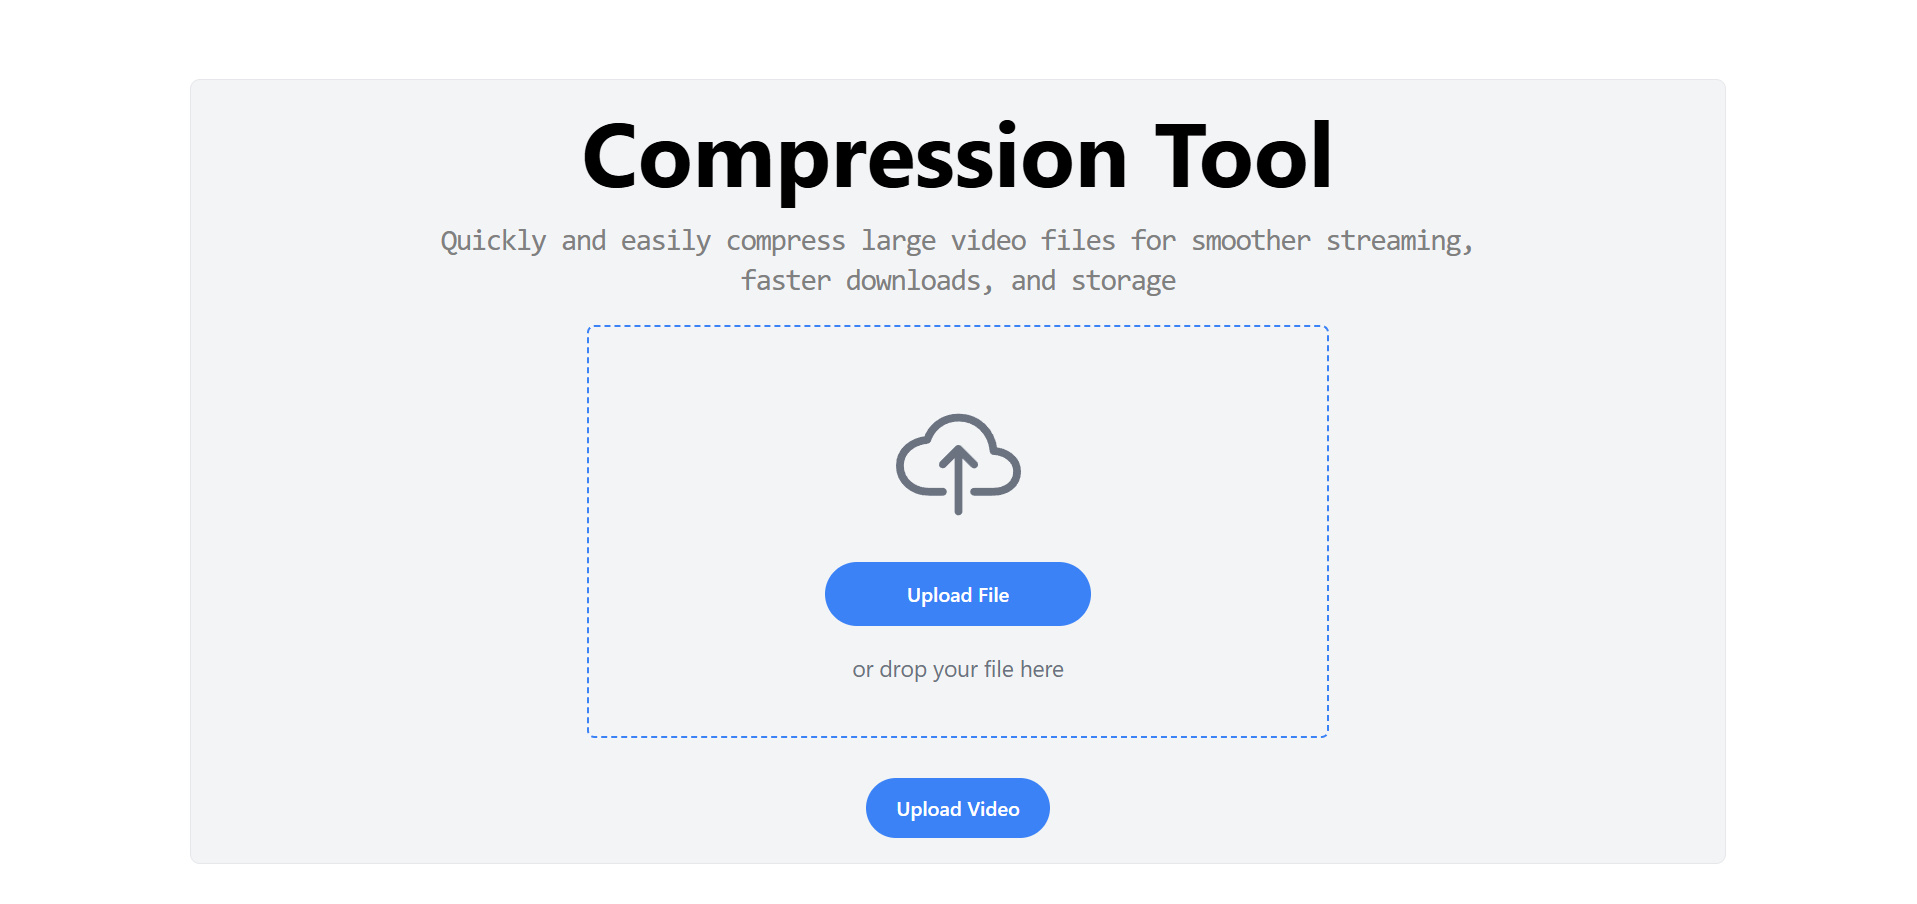 Compression Tool
Quickly and easily compress large video files for smoother streaming,
faster downloads, and storage
Upload File
or drop your file here
Upload Video